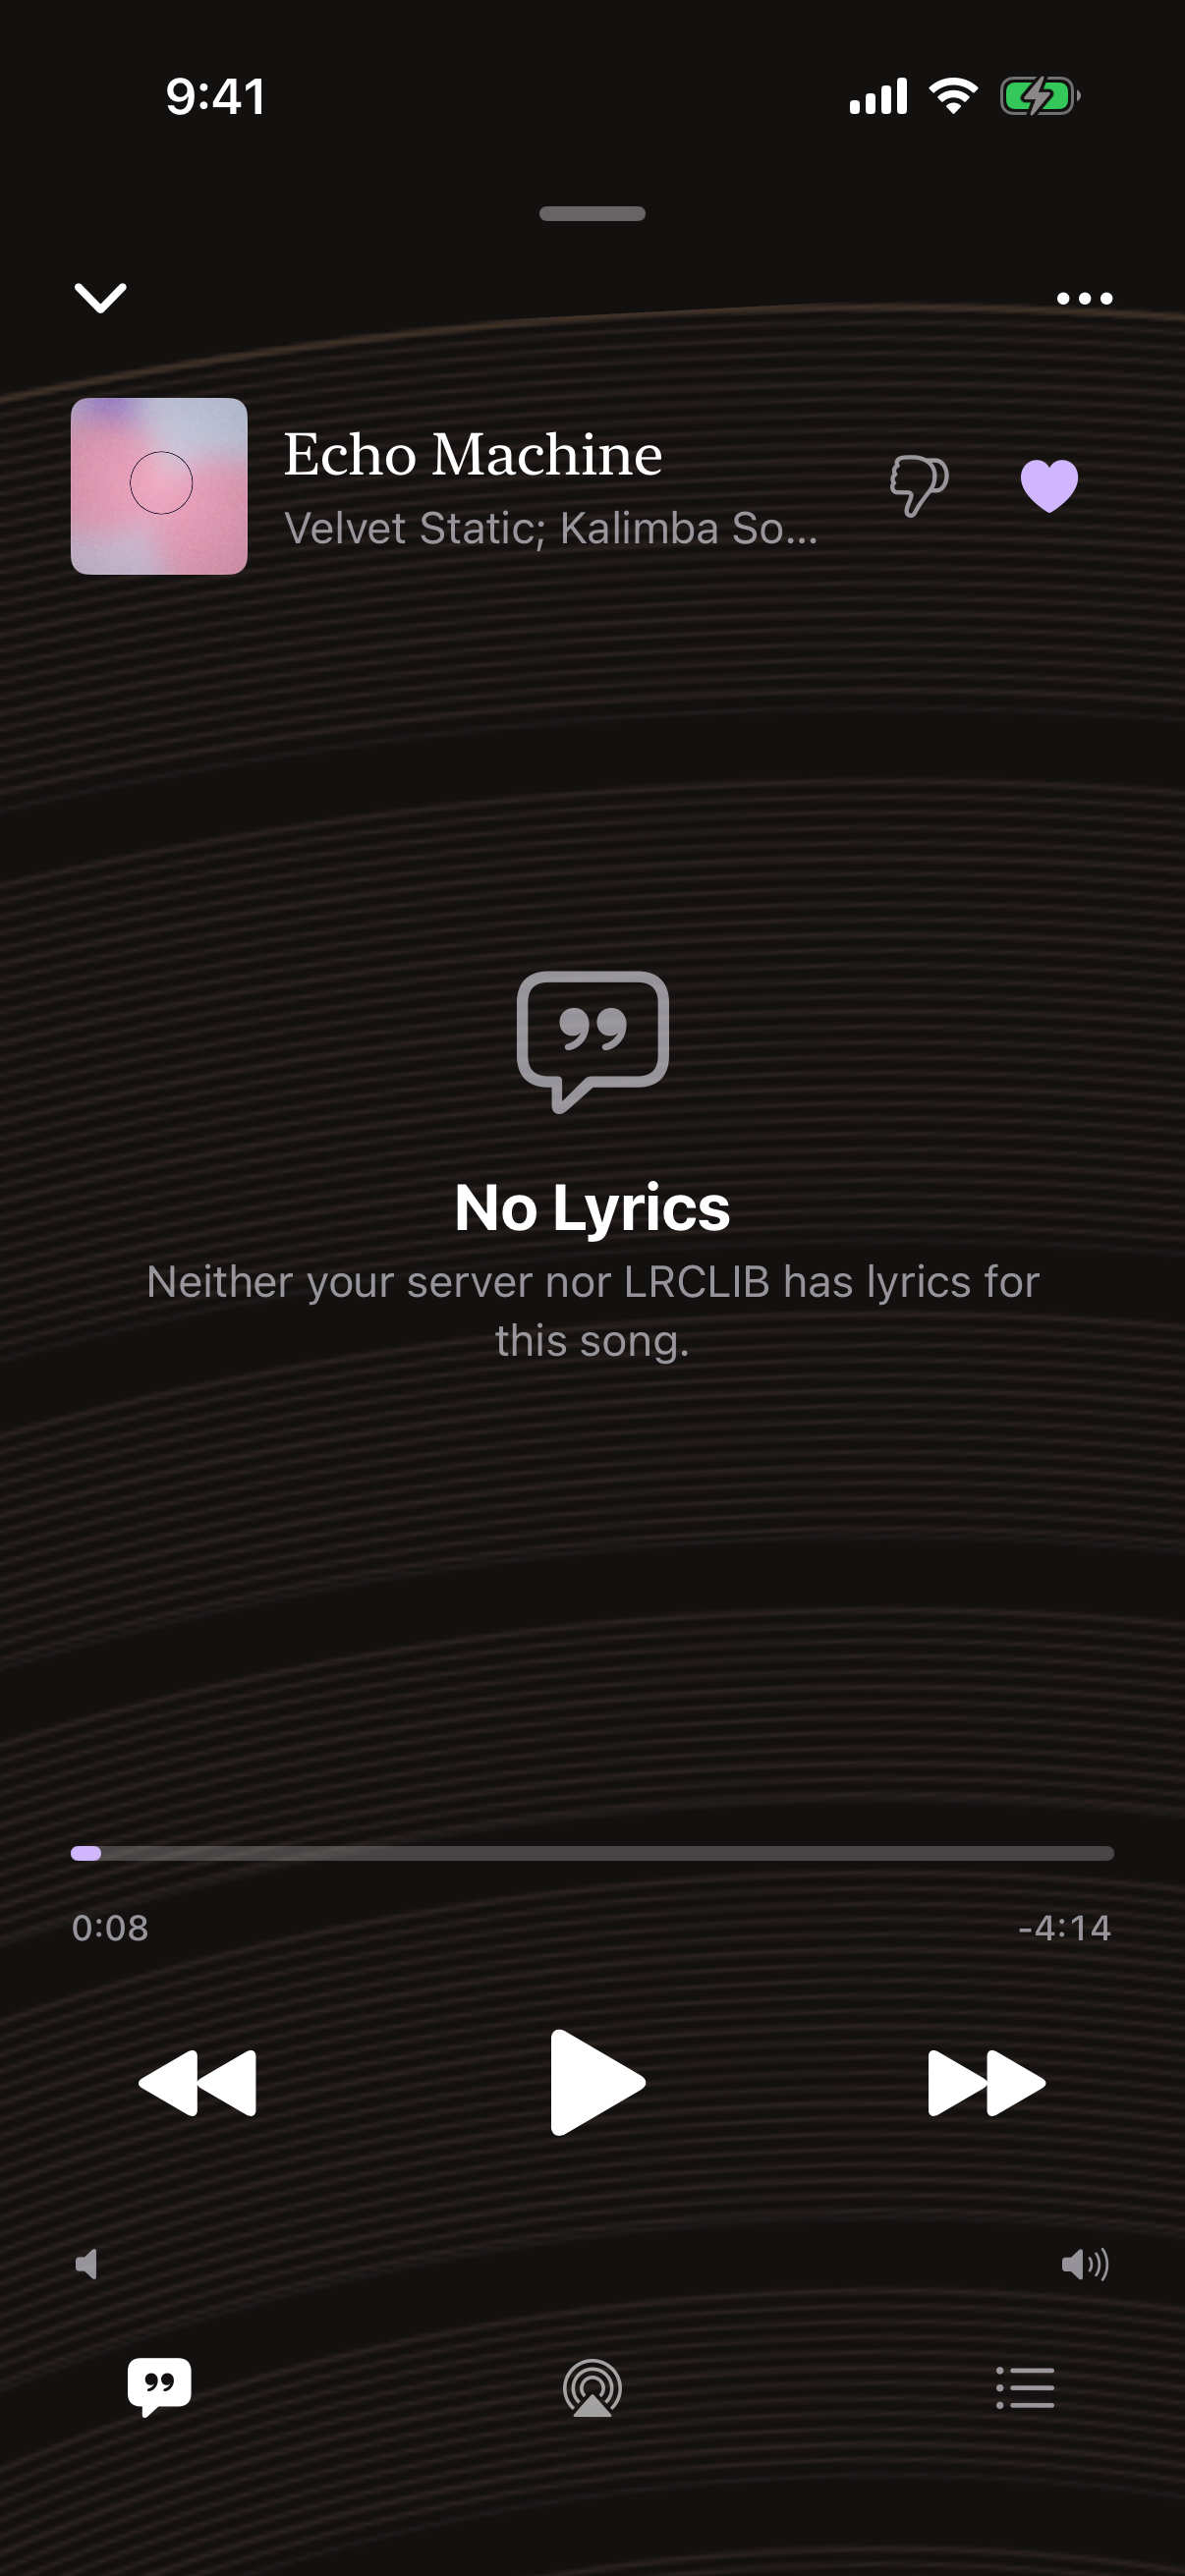 9:41
Echo Machine
Velvet Static; Kalimba So...
No Lyrics
Neither your server nor LRCLIB has lyrics for
this song.
0:08
-4:14